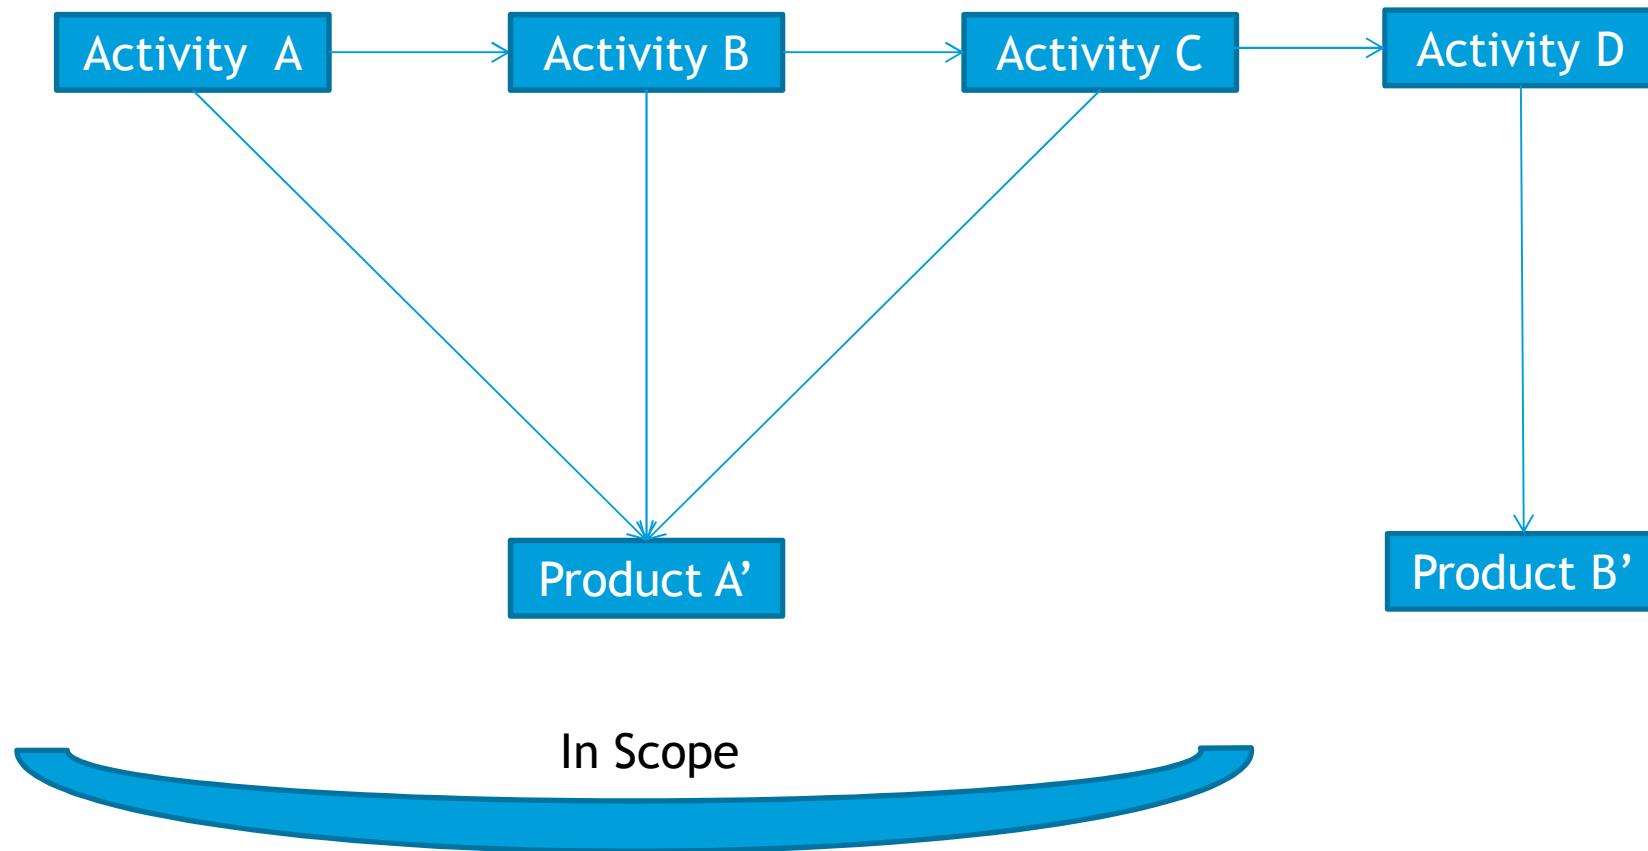 Activity  A
Activity B
Activity C
Activity D
Product A’
Product B’
In Scope